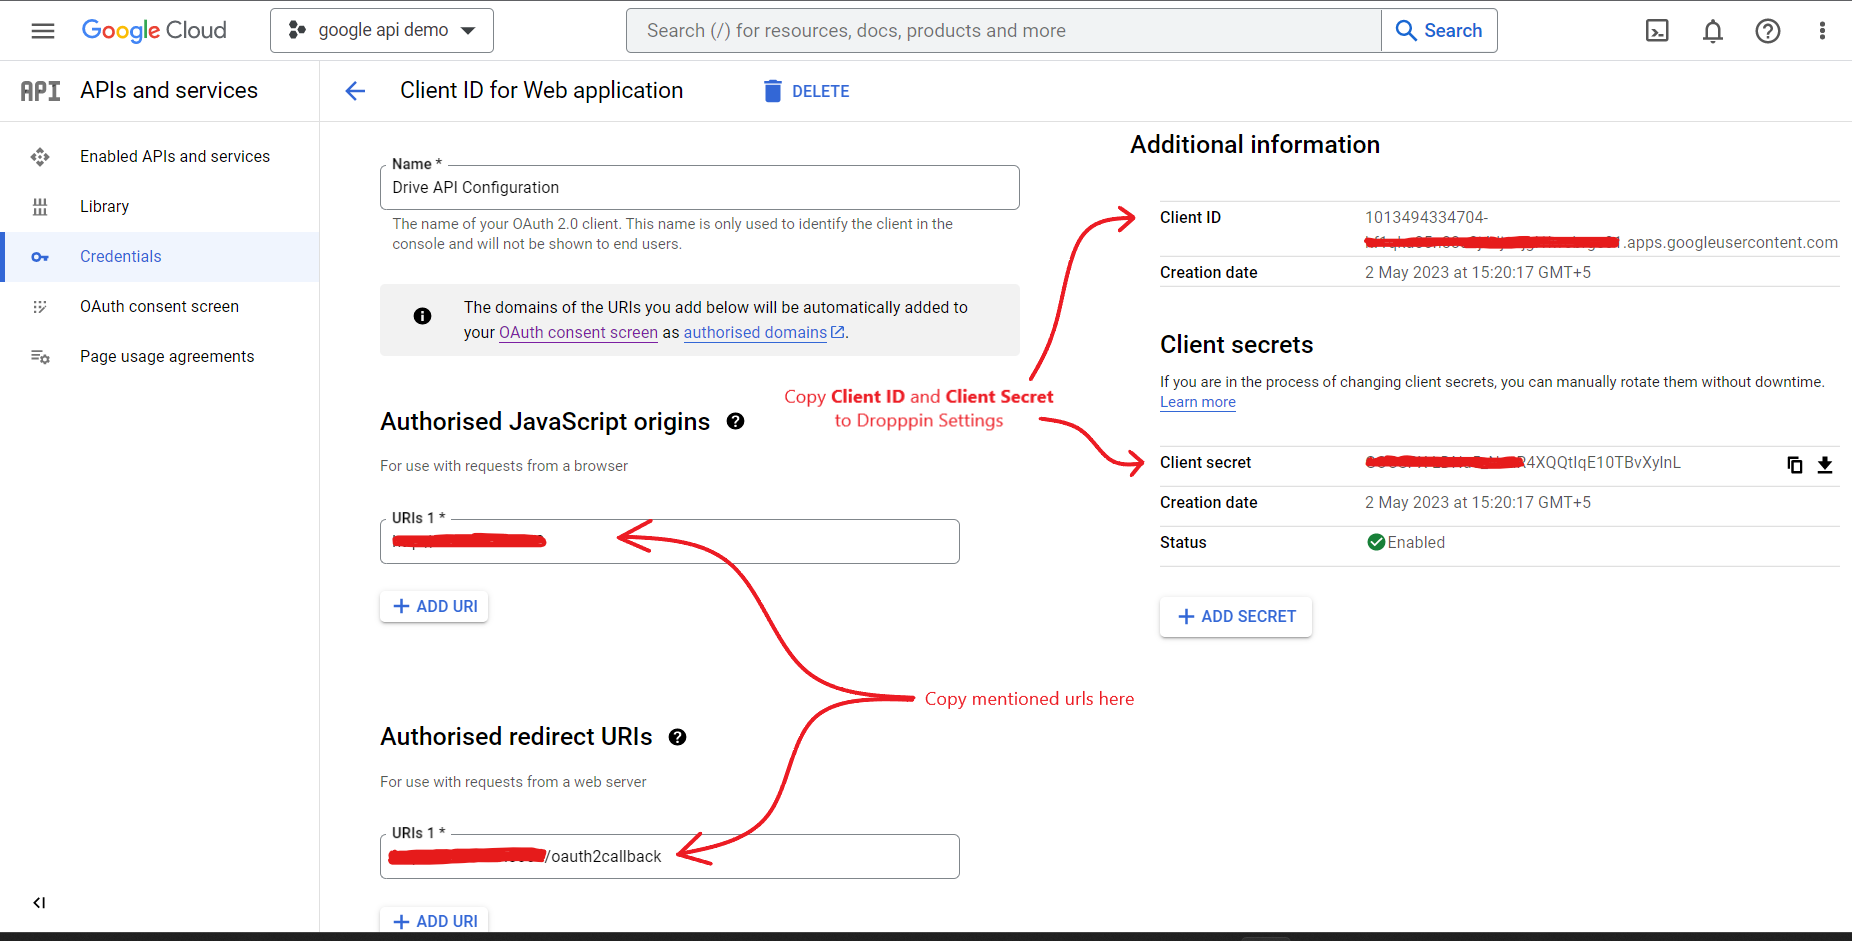 Google Cloud
google api demo
Search (/) for resources, docs, products and more
Search
API
APIs and services
Client ID for Web application
DELETE
Enabled APIs and services
Library
Credentials
OAuth consent screen
Page usage agreements
Name *
Drive API Configuration
The name of your OAuth 2.0 client. This name is only used to identify the client in the
console and will not be shown to end users.
The domains of the URIs you add below will be automatically added to
your OAuth consent screen as authorised domains.
Copy Client ID and Client Secret
to Dropppin Settings
Authorised JavaScript origins
For use with requests from a browser
URIs 1 *
ADD URI
Copy mentioned urls here
Authorised redirect URIs
For use with requests from a web server
URIs 1 *
/oauth2callback
ADD URI
Additional information
Client ID
1013494334704-
.apps.googleusercontent.com
Creation date
2 May 2023 at 15:20:17 GMT+5
Client secrets
If you are in the process of changing client secrets, you can manually rotate them without downtime.
Learn more
Client secret
Creation date
2 May 2023 at 15:20:17 GMT+5
Status
Enabled
ADD SECRET